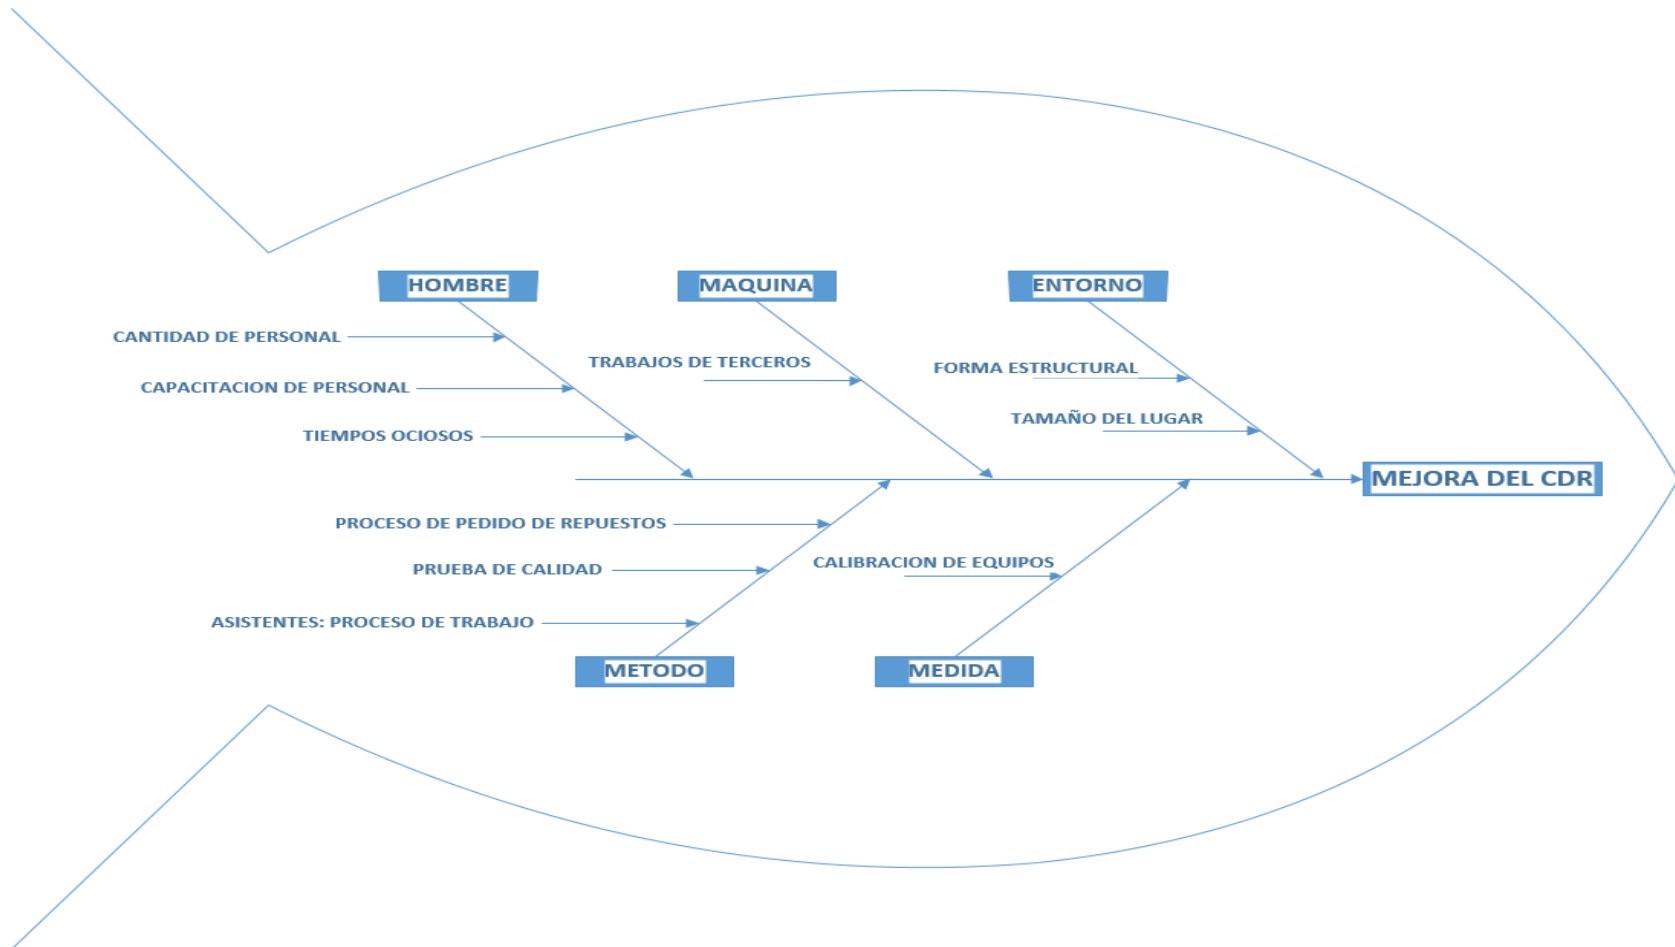 HOMBRE
MAQUINA
ENTORNO
CANTIDAD DE PERSONAL
CAPACITACION DE PERSONAL
TIEMPOS OCIOSOS
TRABAJOS DE TERCEROS
FORMA ESTRUCTURAL
TAMAÑO DEL LUGAR
MEJORA DEL CDR
PROCESO DE PEDIDO DE REPUESTOS
PRUEBA DE CALIDAD
ASISTENTES: PROCESO DE TRABAJO
CALIBRACION DE EQUIPOS
METODO
MEDIDA